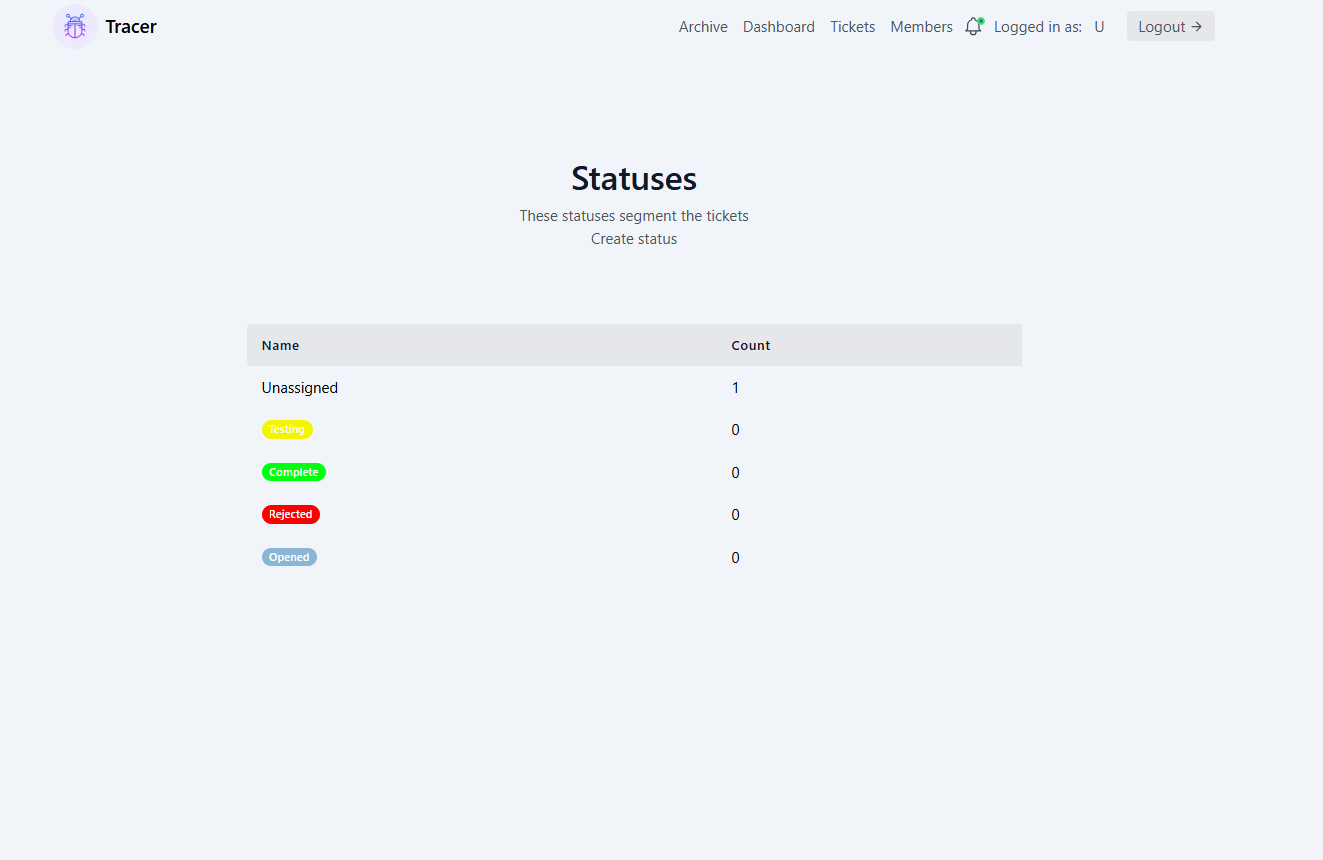 Tracer
Archive Dashboard Tickets Members Logged in as: U Logout →
Statuses
These statuses segment the tickets
Create status
Name Count
Unassigned 1
Testing 0
Complete 0
Rejected 0
Opened 0